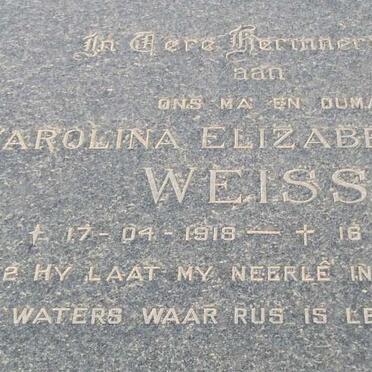 In Teere Herinner
aan
ONS MA EN OUMA
KAROLINA ELIZABE
WEISS
† 17-04-1918 — † 16
2 HY LAAT MY NEERLÊ IN
WATERS WAAR RUS IS LE